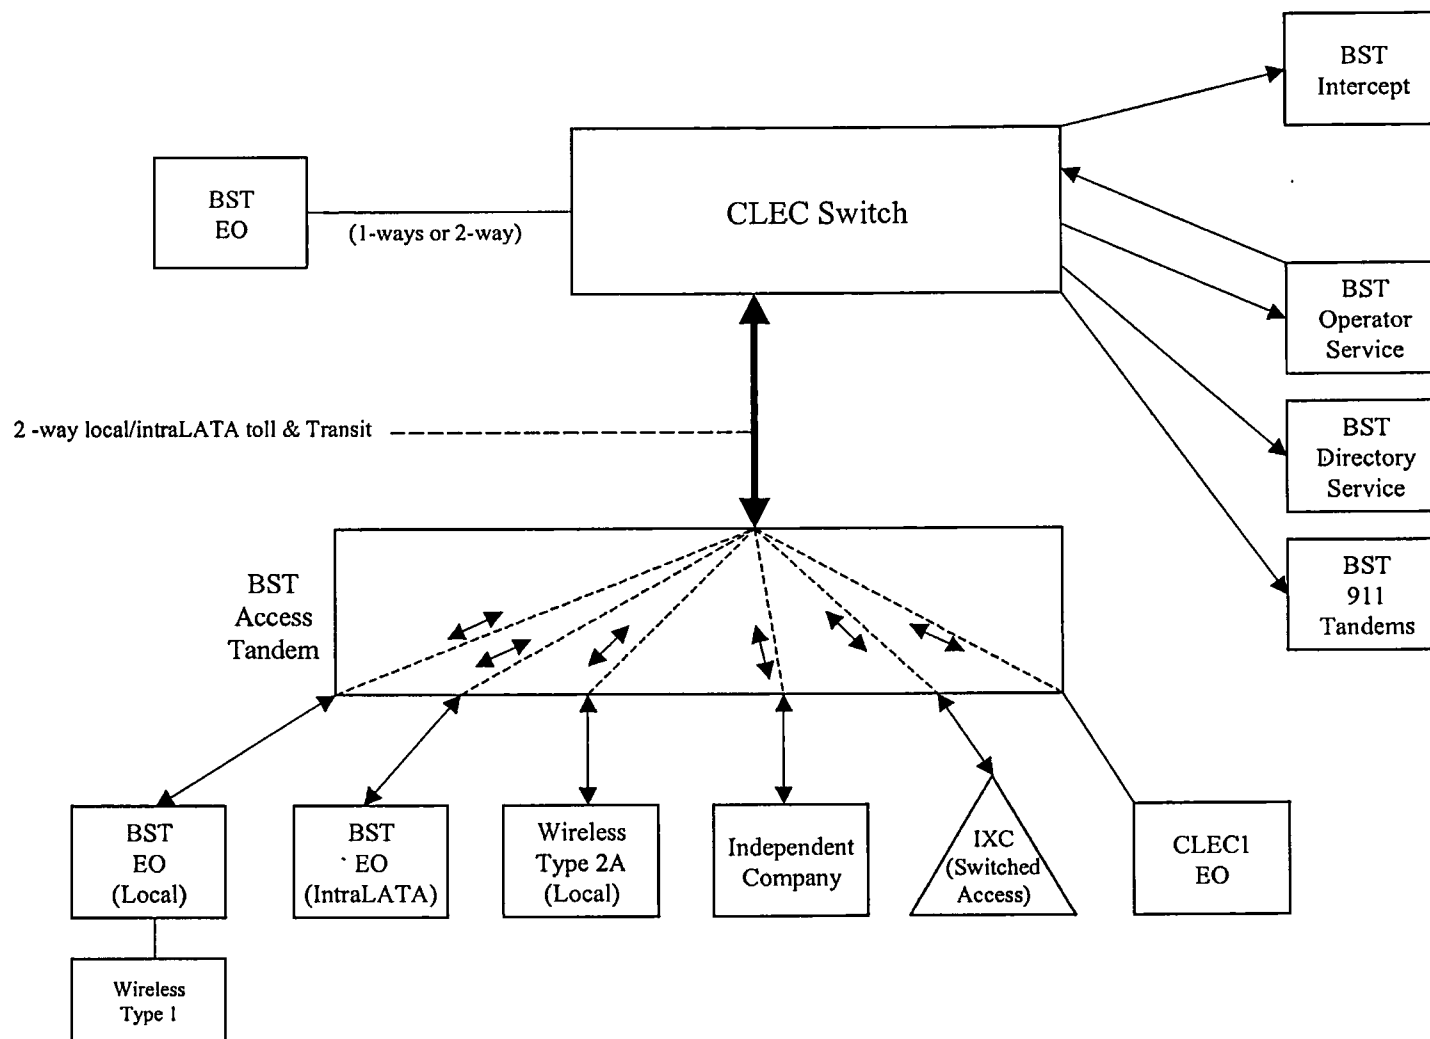 BST
Intercept
BST
EO
(1-ways or 2-way)
CLEC Switch
BST
Operator
Service
2 -way local/intraLATA toll & Transit
BST
Directory
Service
BST
911
Tandems
BST
Access
Tandem
BST
EO
(Local)
BST
EO
(IntraLATA)
Wireless
Type 2A
(Local)
Independent
Company
IXC
(Switched
Access)
CLEC1
EO
Wireless
Type 1